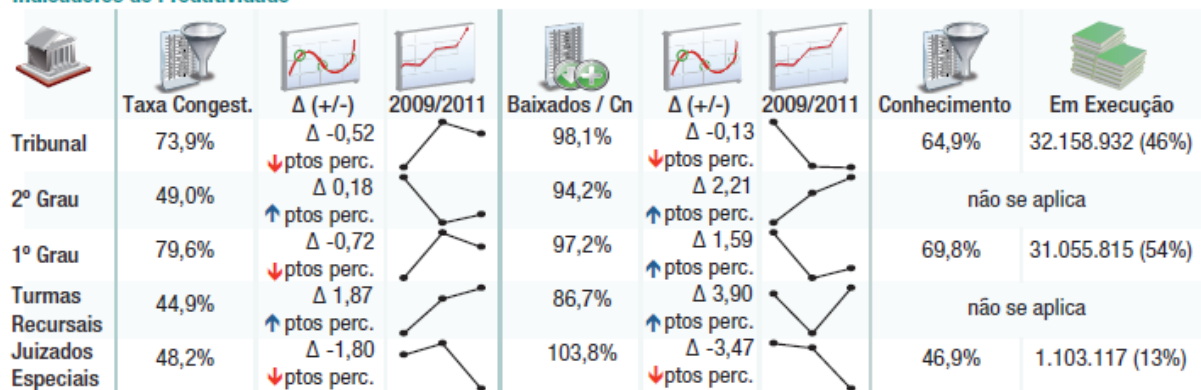 Indicadores de Produtividade
Taxa Congest. Δ (+/-) 2009/2011 Baixados / Cn Δ (+/-) 2009/2011 Conhecimento Em Execução
Tribunal 73,9% Δ -0,52 ptos perc. 98,1% Δ -0,13 ptos perc. 64,9% 32.158.932 (46%)
2º Grau 49,0% Δ 0,18 ptos perc. 94,2% Δ 2,21 ptos perc. não se aplica
1º Grau 79,6% Δ -0,72 ptos perc. 97,2% Δ 1,59 ptos perc. 69,8% 31.055.815 (54%)
Turmas Recursais 44,9% Δ 1,87 ptos perc. 86,7% Δ 3,90 ptos perc. não se aplica
Juizados Especiais 48,2% Δ -1,80 ptos perc. 103,8% Δ -3,47 ptos perc. 46,9% 1.103.117 (13%)